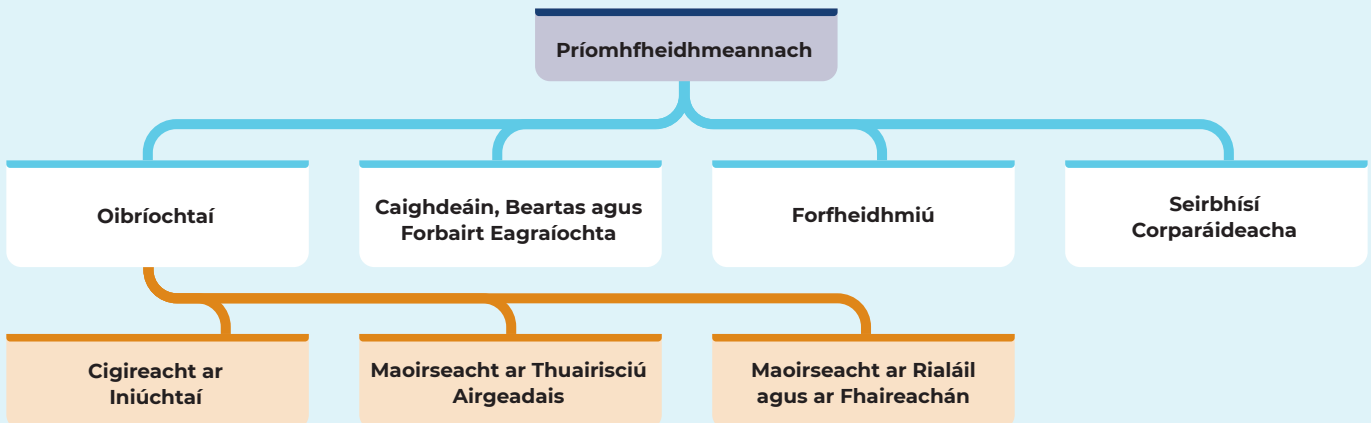 Príomhfheidhmeannach
Oibríochtaí
Caighdeáin, Beartas agus
Forbairt Eagraíochta
Forfheidhmiú
Seirbhísí
Corparáideacha
Cigireacht ar
Iniúchtaí
Maoirseacht ar Thuairisciú
Airgeadais
Maoirseacht ar Rialáil
agus ar Fhaireachán